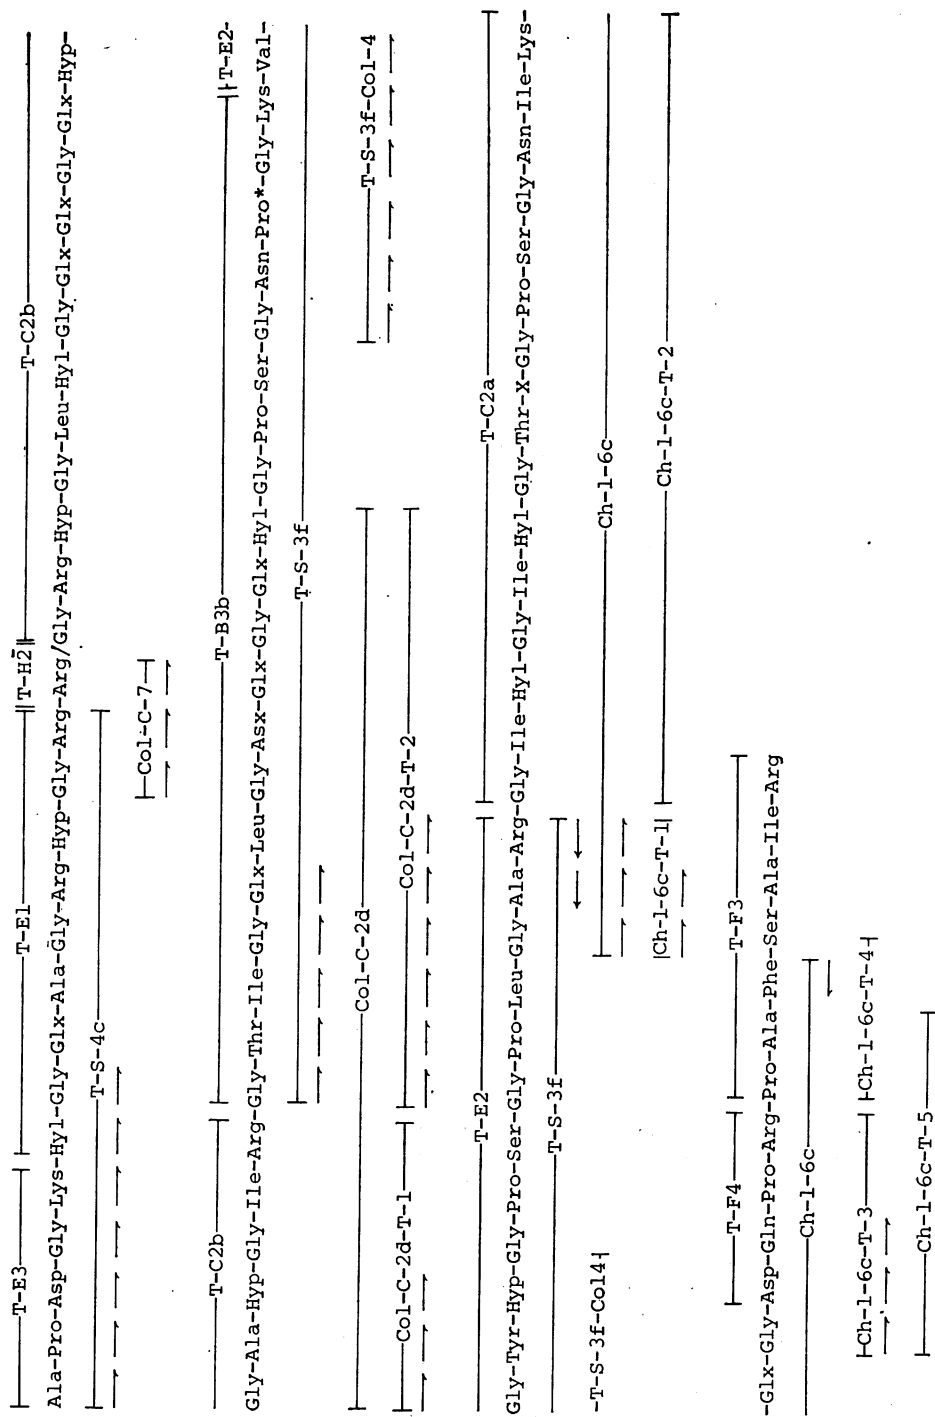 T-E3 T-E1 T-H2 T-C2b
Ala-Pro-Asp-Gly-Lys-Hyl-Gly-Glx-Ala-Gly-Arg-Hyp-Gly-Arg-Arg/Gly-Arg-Hyp-Gly-Leu-Hyl-Gly-Glx-Glx-Gly-Glx-Hyp-
T-S-4c
Col-C-7
T-C2b T-B3b T-E2-
Gly-Ala-Hyp-Gly-Ile-Arg-Gly-Thr-Ile-Gly-Glx-Leu-Gly-Asx-Glx-Gly-Glx-Hyl-Gly-Pro-Ser-Gly-Asn-Pro*-Gly-Lys-Val-
T-S-3f
Col-C-2d T-S-3f-Col-4
Col-C-2d-T-1 Col-C-2d-T-2
T-E2 T-C2a
Gly-Tyr-Hyp-Gly-Pro-Ser-Gly-Pro-Leu-Gly-Ala-Arg-Gly-Ile-Hyl-Gly-Ile-Hyl-Gly-Thr-X-Gly-Pro-Ser-Gly-Asn-Ile-Lys-
T-S-3f
-T-S-3f-Col4 Ch-1-6c
Ch-1-6c-T-1 Ch-1-6c-T-2
T-F4 T-F3
-Glx-Gly-Asp-Gln-Pro-Arg-Pro-Ala-Phe-Ser-Ala-Ile-Arg
Ch-1-6c
Ch-1-6c-T-3 Ch-1-6c-T-4
Ch-1-6c-T-5